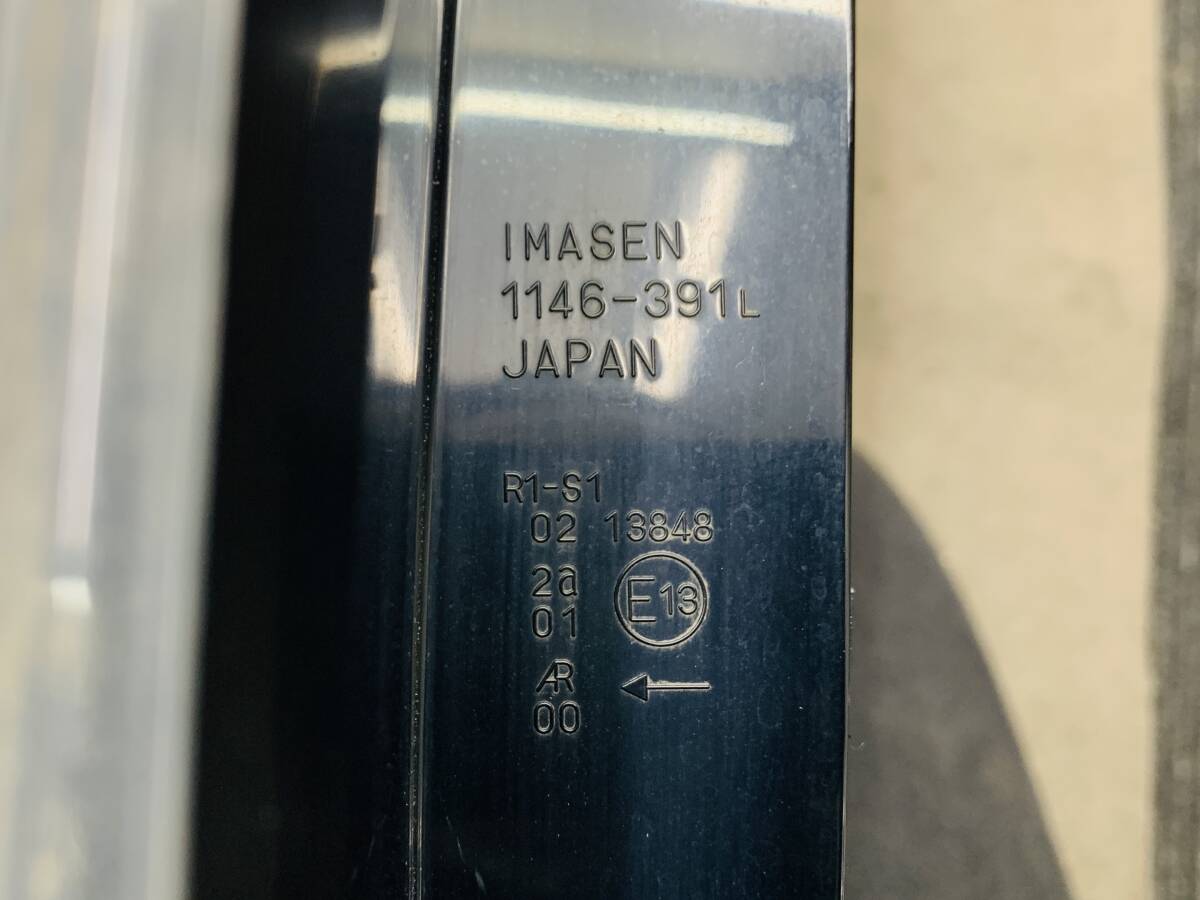 IMASEN
1146-391L
JAPAN
R1-S1
02 13848
2a
E13
01
AR
00